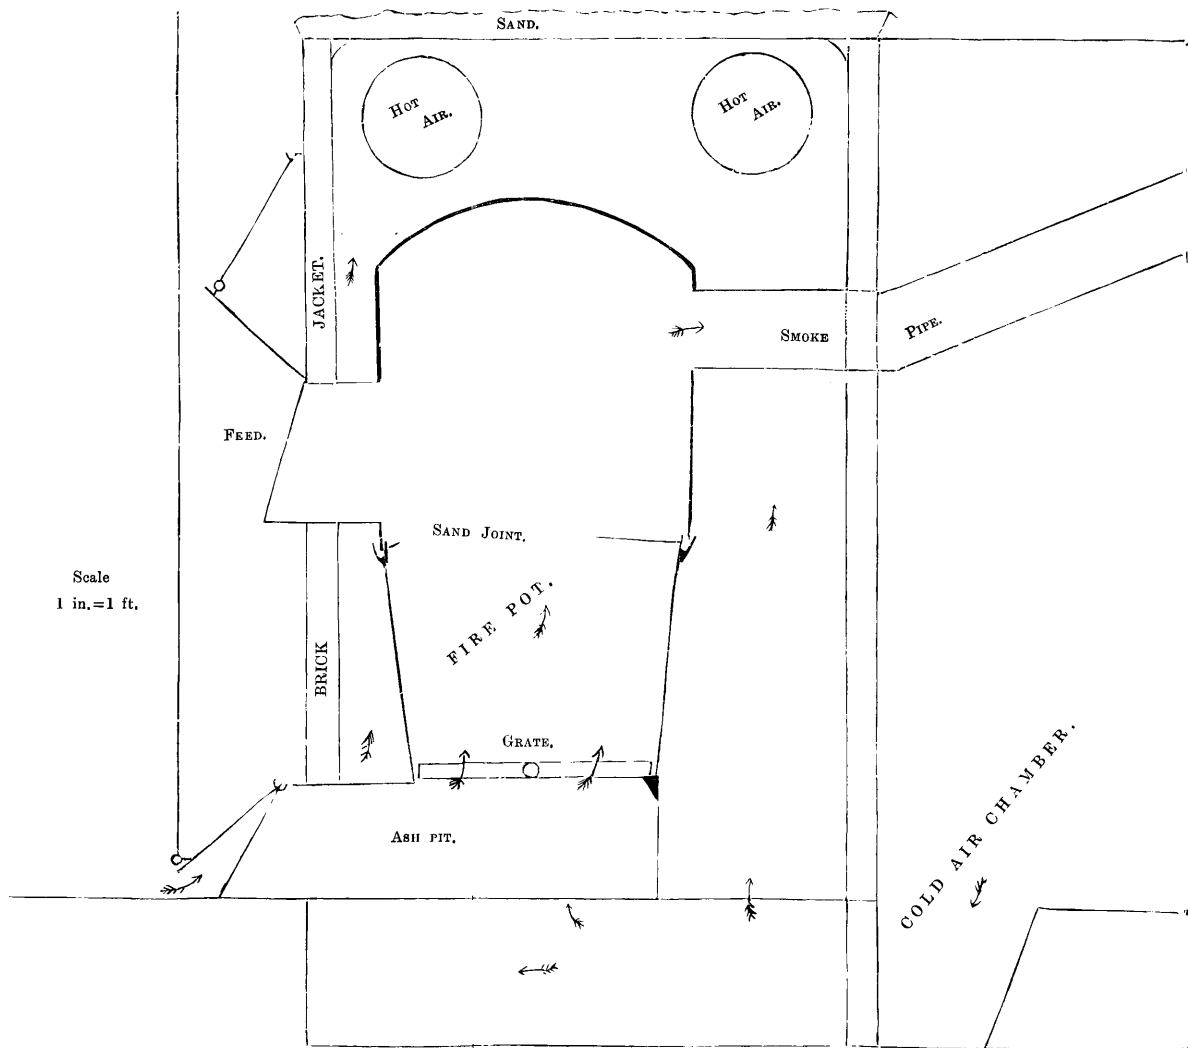 SAND.
HOT
AIR.
HOT
AIR.
JACKET.
SMOKE
PIPE.
FEED.
SAND JOINT.
Scale
1 in.=1 ft.
FIRE POT.
BRICK
GRATE,
ASH PIT.
COLD AIR CHAMBER.